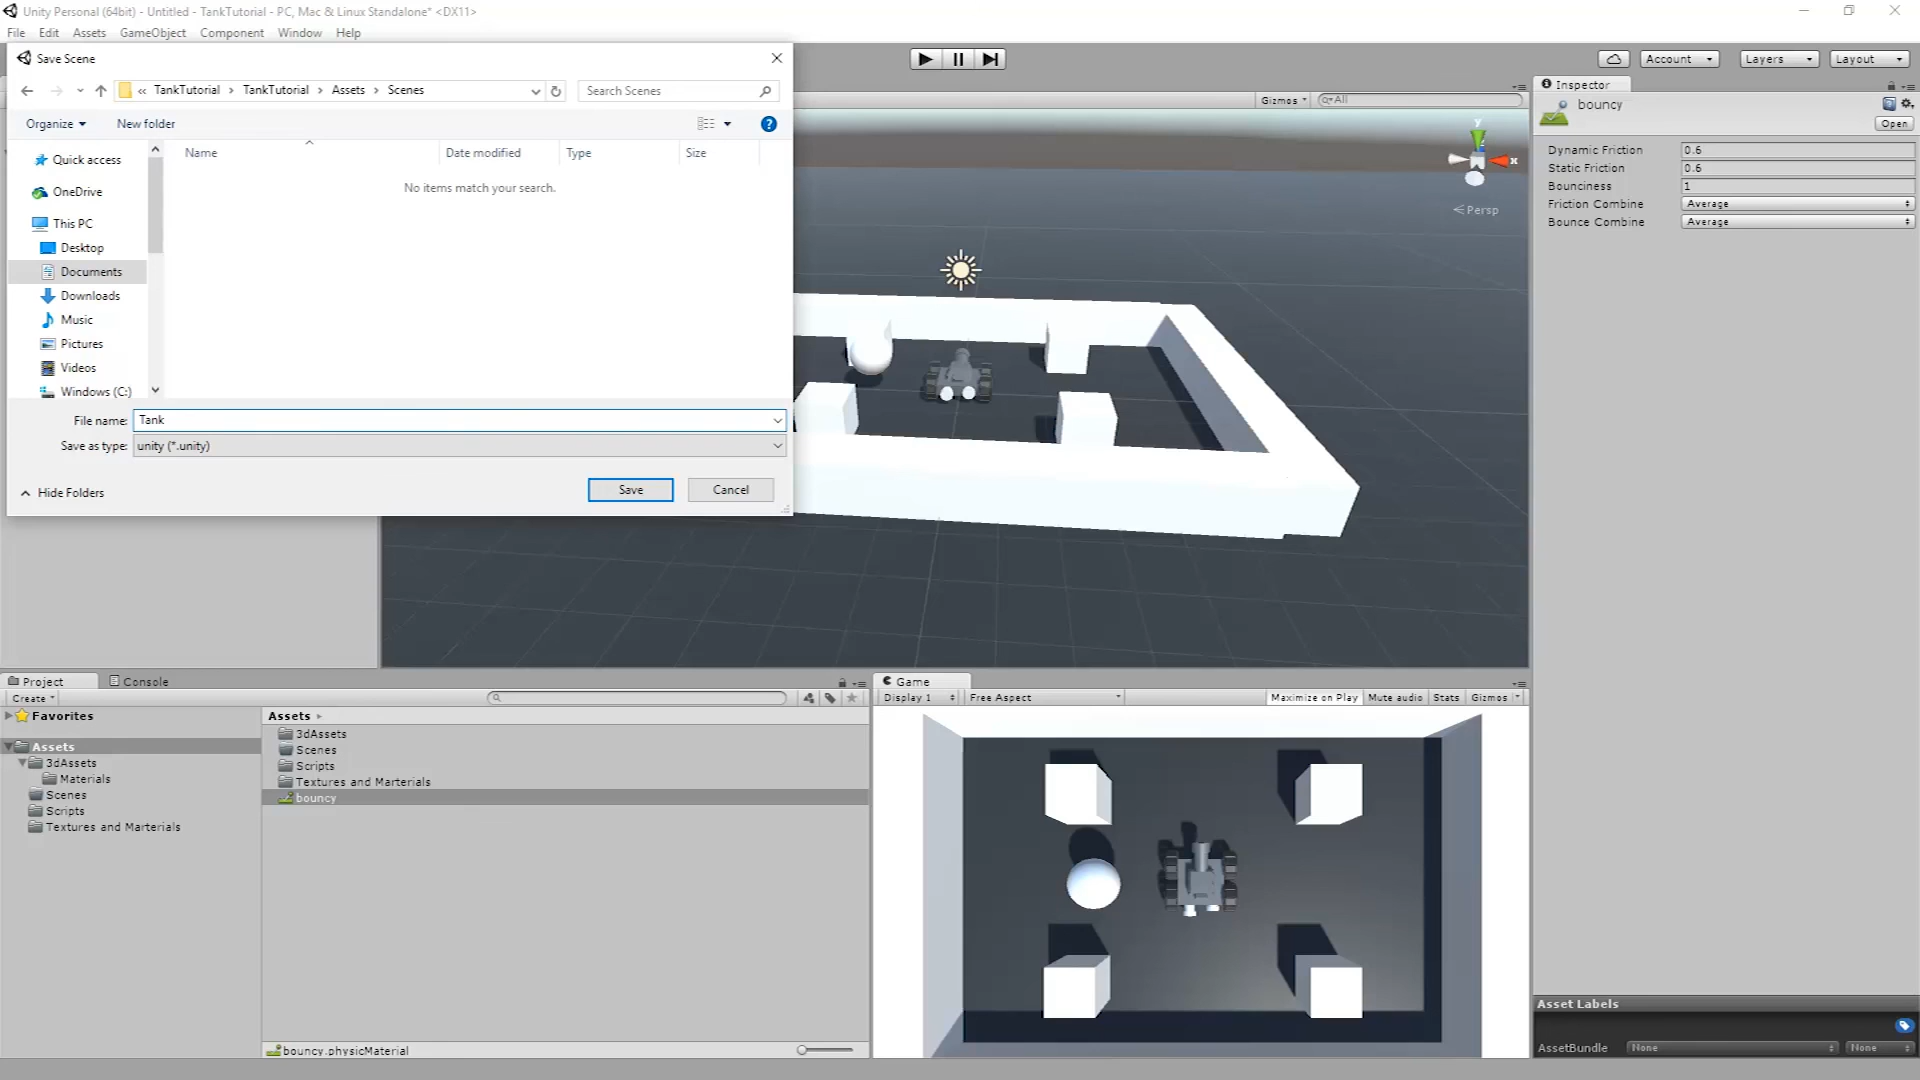 Unity Personal (64bit) - Untitled - TankTutorial - PC, Mac & Linux Standalone* <DX11>
File Edit Assets GameObject Component Window Help
Save Scene
Account Layers Layout
« TankTutorial › TankTutorial › Assets › Scenes
Search Scenes
Organize New folder
?
Quick access
OneDrive
This PC
Desktop
Documents
Downloads
Music
Pictures
Videos
Windows (C:)
Name Date modified Type Size
No items match your search.
File name: Tank
Save as type: unity (*.unity)
Hide Folders
Save Cancel
Gizmos All
y
x
Persp
Inspector
bouncy
Open
Dynamic Friction 0.6
Static Friction 0.6
Bounciness 1
Friction Combine Average
Bounce Combine Average
Project Console
Create
Favorites
Assets
3dAssets
Materials
Scenes
Scripts
Textures and Marterials
Assets
3dAssets
Scenes
Scripts
Textures and Marterials
bouncy
bouncy.physicMaterial
Game
Display 1 Free Aspect Maximize on Play Mute audio Stats Gizmos
Asset Labels
AssetBundle None None